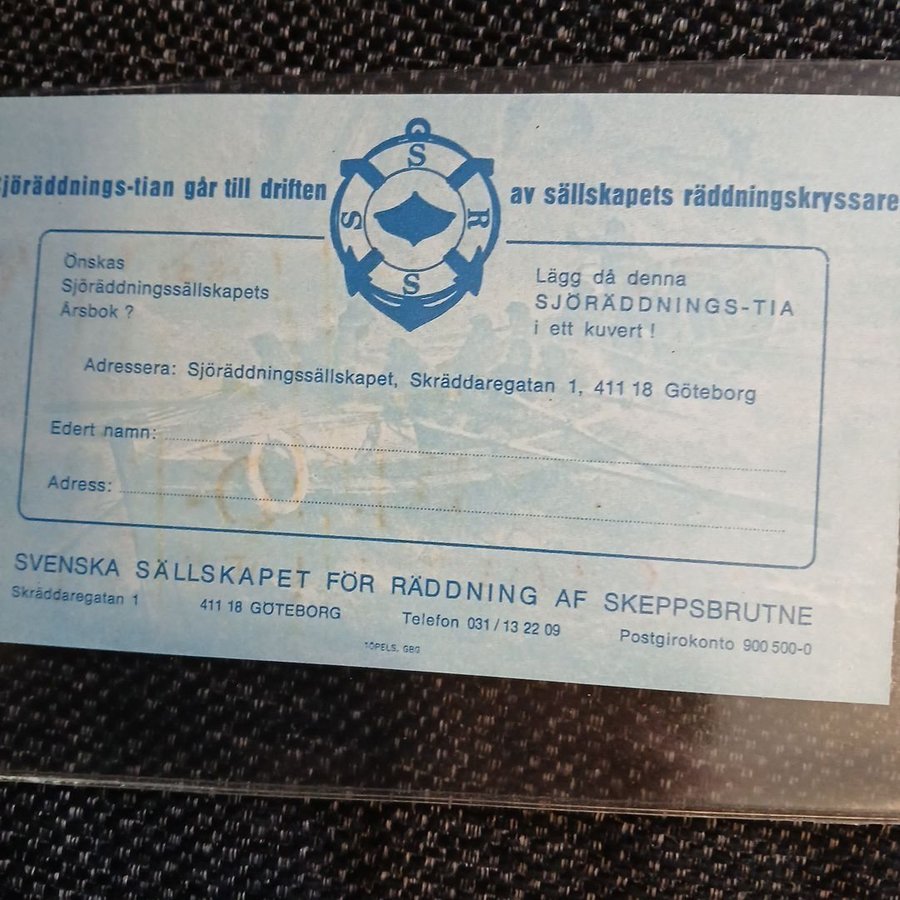 jöräddnings-tian går till driften av sällskapets räddningskryssare
S
S R
S
Önskas
Sjöräddningssällskapets
Årsbok ?
Lägg då denna
SJÖRÄDDNINGS-TIA
i ett kuvert !
Adressera: Sjöräddningssällskapet, Skräddaregatan 1, 411 18 Göteborg
Edert namn:
Adress:
SVENSKA SÄLLSKAPET FÖR RÄDDNING AF SKEPPSBRUTNE
Skräddaregatan 1 411 18 GÖTEBORG Telefon 031/13 22 09 Postgirokonto 900 500-0
TÖPELS, GBG